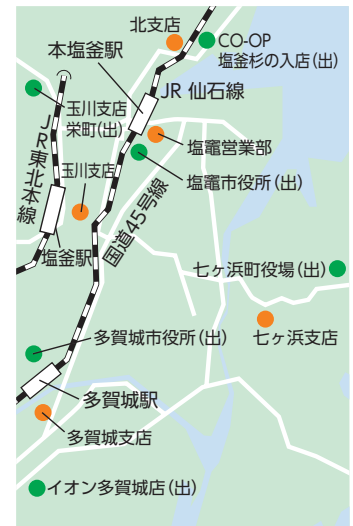 北支店
CO-OP
塩釜杉の入店(出)
本塩釜駅
JR 仙石線
玉川支店
栄町(出)
塩竈営業部
JR東北本線
玉川支店
塩竈市役所(出)
国道45号線
塩釜駅
七ヶ浜町役場(出)
七ヶ浜支店
多賀城市役所(出)
多賀城駅
多賀城支店
イオン多賀城店(出)